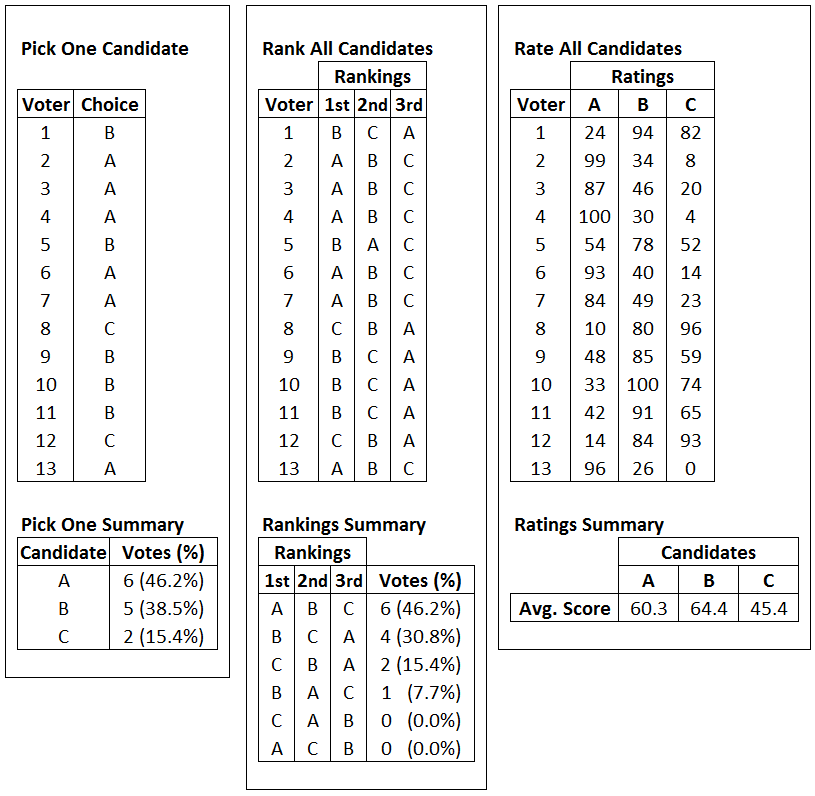 Pick One Candidate
Voter Choice
1 B
2 A
3 A
4 A
5 B
6 A
7 A
8 C
9 B
10 B
11 B
12 C
13 A
Pick One Summary
Candidate Votes (%)
A 6 (46.2%)
B 5 (38.5%)
C 2 (15.4%)
Rank All Candidates
Rankings
Voter 1st 2nd 3rd
1 B C A
2 A B C
3 A B C
4 A B C
5 B A C
6 A B C
7 A B C
8 C B A
9 B C A
10 B C A
11 B C A
12 C B A
13 A B C
Rankings Summary
Rankings
1st 2nd 3rd Votes (%)
A B C 6 (46.2%)
B C A 4 (30.8%)
C B A 2 (15.4%)
B A C 1 (7.7%)
C A B 0 (0.0%)
A C B 0 (0.0%)
Rate All Candidates
Ratings
Voter A B C
1 24 94 82
2 99 34 8
3 87 46 20
4 100 30 4
5 54 78 52
6 93 40 14
7 84 49 23
8 10 80 96
9 48 85 59
10 33 100 74
11 42 91 65
12 14 84 93
13 96 26 0
Ratings Summary
Candidates
A B C
Avg. Score 60.3 64.4 45.4